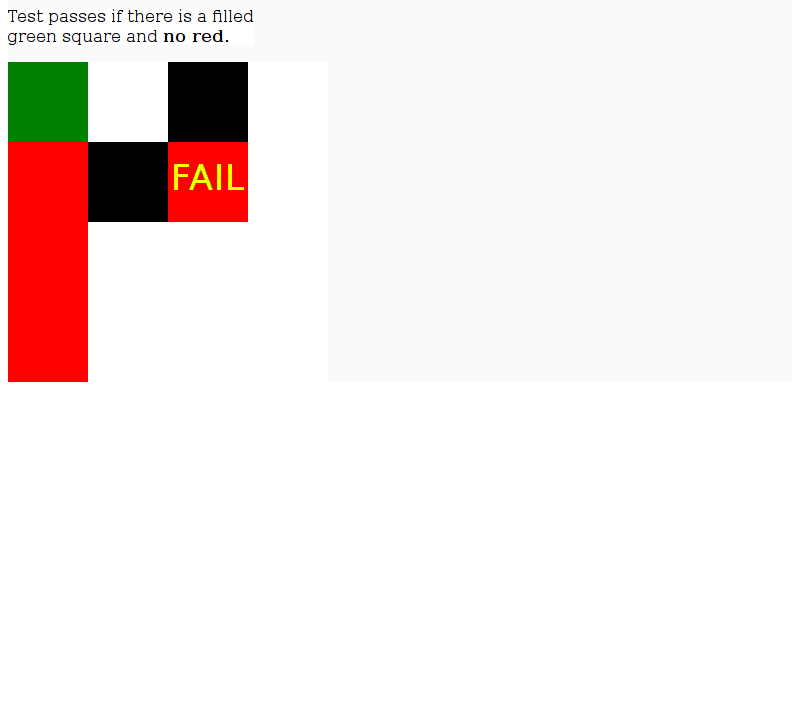 Test passes if there is a filled
green square and no red.
FAIL